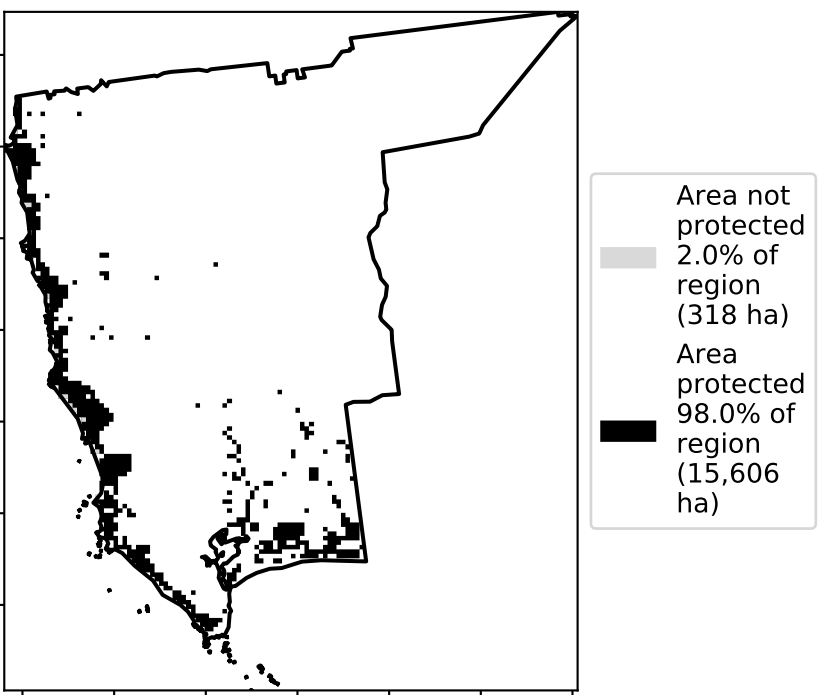 Area not
protected
2.0% of
region
(318 ha)
Area
protected
98.0% of
region
(15,606
ha)